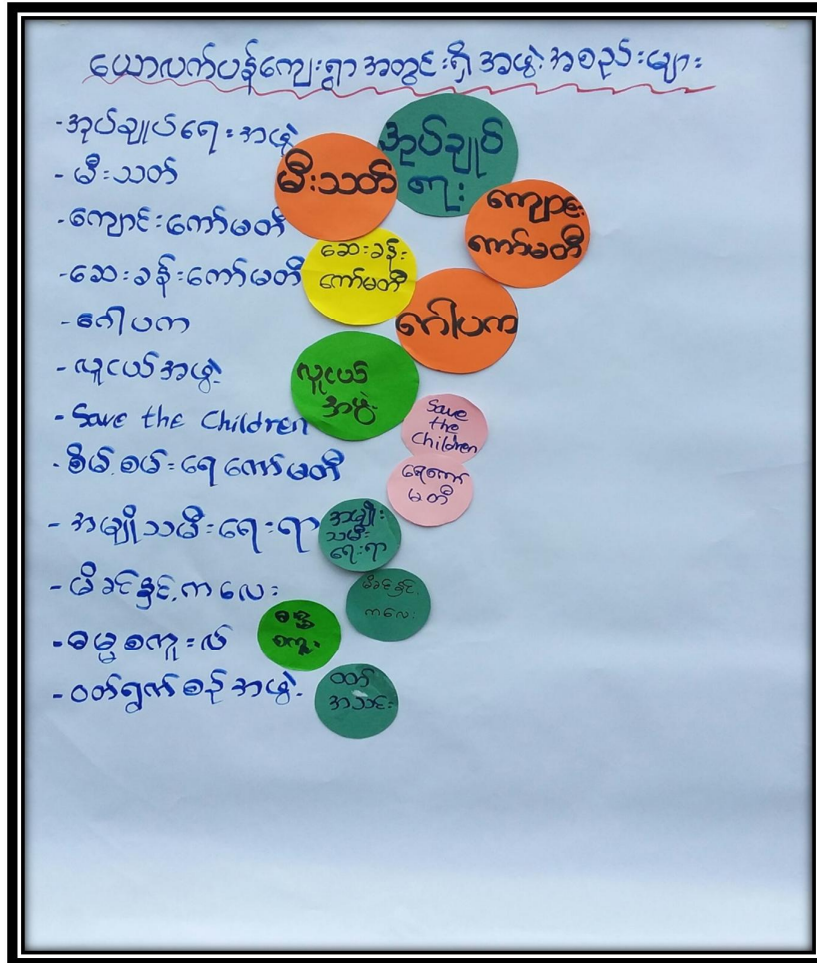 ယောလက်ပန်ကျေးရွာအတွင်းရှိ အဖွဲ့အစည်းများ
- အုပ်ချုပ်ရေးအဖွဲ့
- မီးသတ်
- ကျောင်းကော်မတီ
- ဆေးခန်းကော်မတီ
- ဂေါပက
- လူငယ်အဖွဲ့
- Save the Children
- စိမ့်စမ်းရေကော်မတီ
- အမျိုးသမီးရေးရာ
- မိခင်နှင့်ကလေး
- ဓမ္မစကူးလ်
- ဝတ်ရွတ်စဉ်အဖွဲ့
အုပ်ချုပ်
ရေး
မီးသတ်
ကျောင်း
ကော်မတီ
ဆေးခန်း
ကော်မတီ
ဂေါပက
လူငယ်
အဖွဲ့
Save
the
Children
ရေကော်
မတီ
အမျိုး
သမီး
ရေးရာ
မိခင်နှင့်
ကလေး
ဓမ္မ
စကူး
ဝတ်
အသင်း